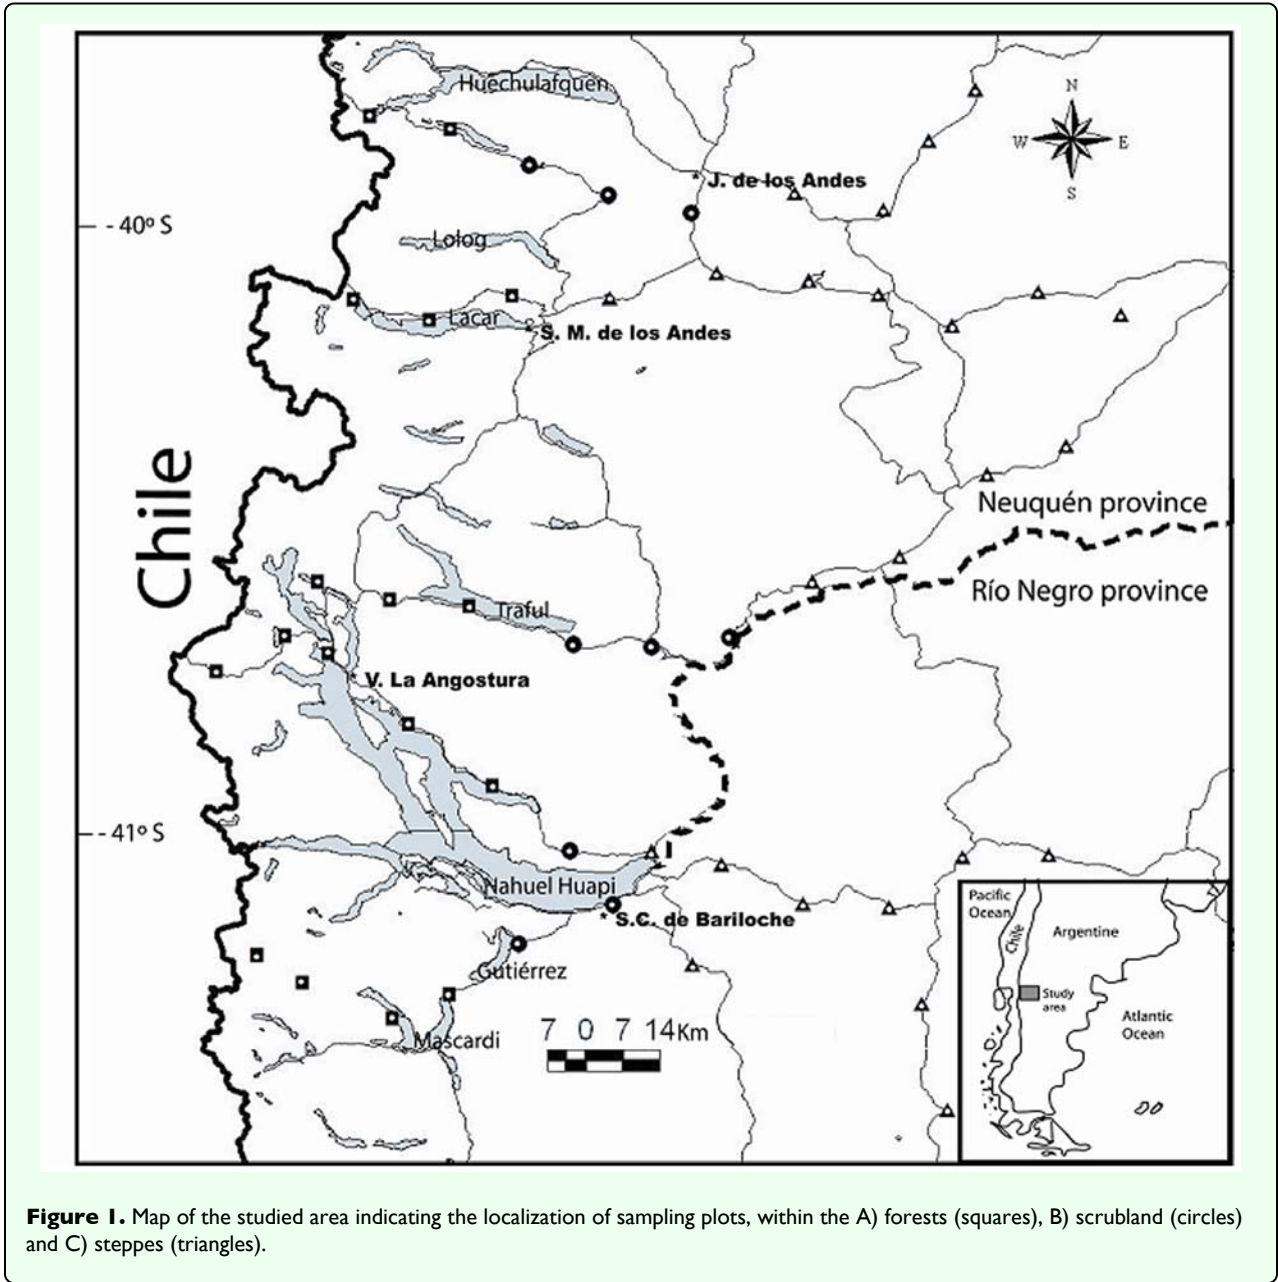 Huechulafquen
N
W E
S
J. de los Andes
- -40º S
Lolog
Lacar
S. M. de los Andes
Chile
Neuquén province
Río Negro province
Traful
V. La Angostura
- -41º S
Nahuel Huapi
S.C. de Bariloche
Gutiérrez
Mascardi
7 0 7 14Km
Pacific
Ocean
Chile
Argentine
Study
area
Atlantic
Ocean
Figure 1. Map of the studied area indicating the localization of sampling plots, within the A) forests (squares), B) scrubland (circles)
and C) steppes (triangles).